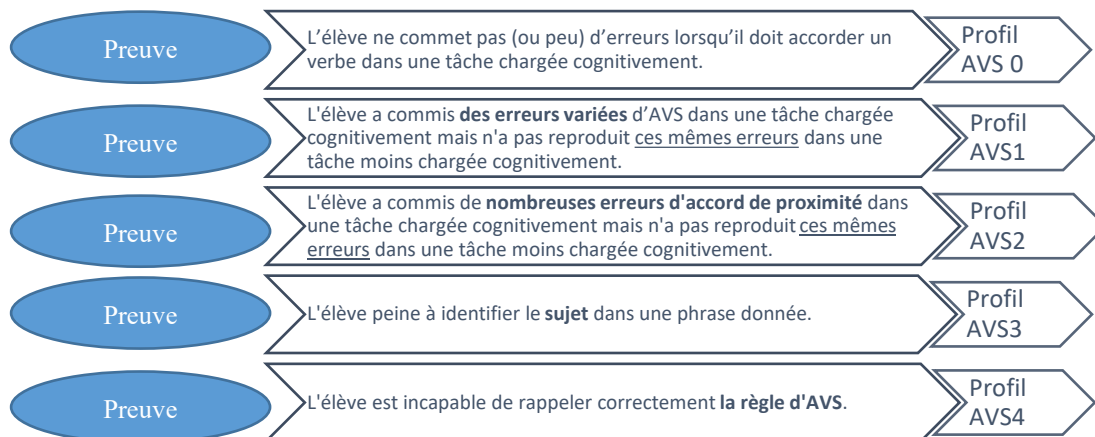 Preuve
L’élève ne commet pas (ou peu) d’erreurs lorsqu’il doit accorder un
verbe dans une tâche chargée cognitivement.
Profil
AVS 0
Preuve
L'élève a commis des erreurs variées d’AVS dans une tâche chargée
cognitivement mais n'a pas reproduit ces mêmes erreurs dans une
tâche moins chargée cognitivement.
Profil
AVS1
Preuve
L'élève a commis de nombreuses erreurs d'accord de proximité dans
une tâche chargée cognitivement mais n'a pas reproduit ces mêmes
erreurs dans une tâche moins chargée cognitivement.
Profil
AVS2
Preuve
L'élève peine à identifier le sujet dans une phrase donnée.
Profil
AVS3
Preuve
L'élève est incapable de rappeler correctement la règle d'AVS.
Profil
AVS4